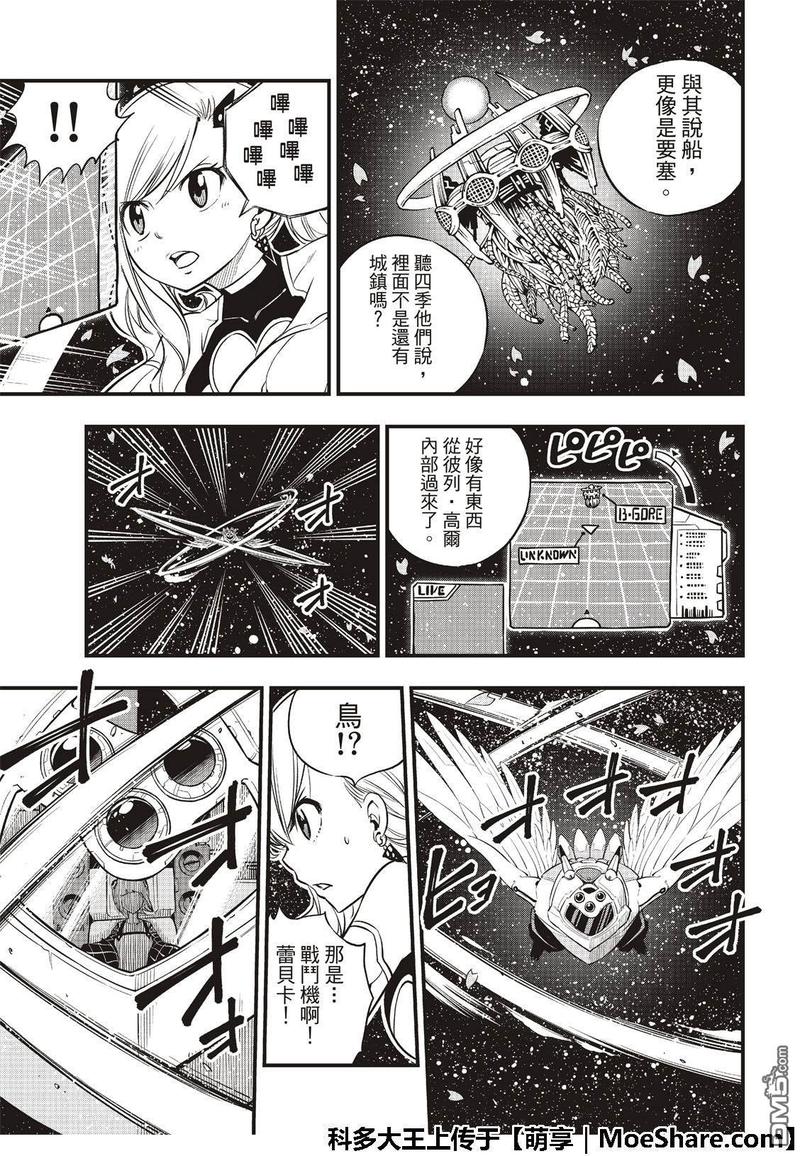 與其說船，
更像是要塞。
聽四季他們說，
裡面不是還有
城鎮嗎？
嗶嗶嗶
嗶嗶嗶
!!
ピピピ
B-GORE
UNKNOWN
LIVE
好像有東西
從彼列·高爾
內部過來了。
オオ
ビュオオオ
鳥!?
那是…
戰鬥機啊！
蕾貝卡！
オオオ
DM5.com
科多大王上传于【萌享｜MoeShare.com】